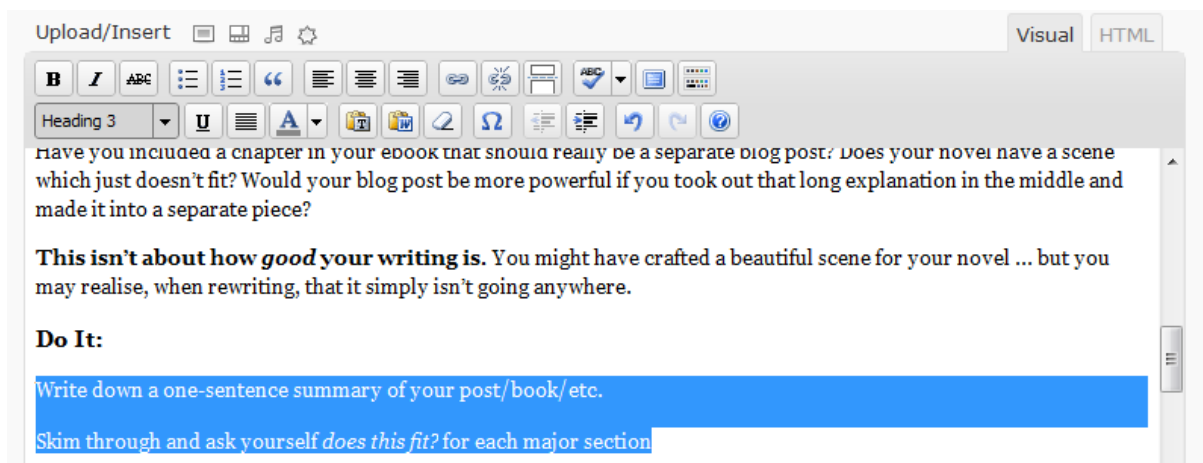 Upload/Insert
Visual HTML
B I ABC ABC
Heading 3 U A T W Ω
Have you included a chapter in your ebook that should really be a separate blog post? Does your novel have a scene
which just doesn't fit? Would your blog post be more powerful if you took out that long explanation in the middle and
made it into a separate piece?
This isn't about how good your writing is. You might have crafted a beautiful scene for your novel ... but you
may realise, when rewriting, that it simply isn't going anywhere.
Do It:
Write down a one-sentence summary of your post/book/etc.
Skim through and ask yourself does this fit? for each major section